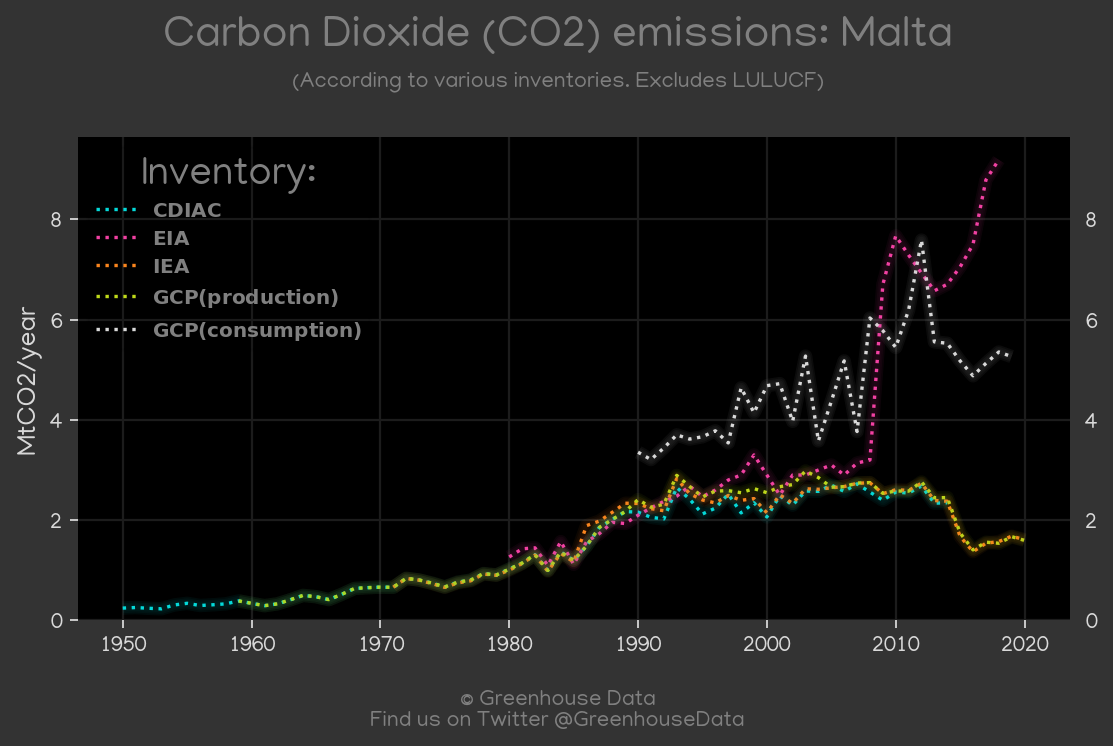 Carbon Dioxide (CO2) emissions: Malta
(According to various inventories. Excludes LULUCF)
Inventory:
CDIAC
EIA
IEA
GCP(production)
GCP(consumption)
MtCO2/year
8
6
4
2
0
8
6
4
2
0
1950 1960 1970 1980 1990 2000 2010 2020
© Greenhouse Data
Find us on Twitter @GreenhouseData